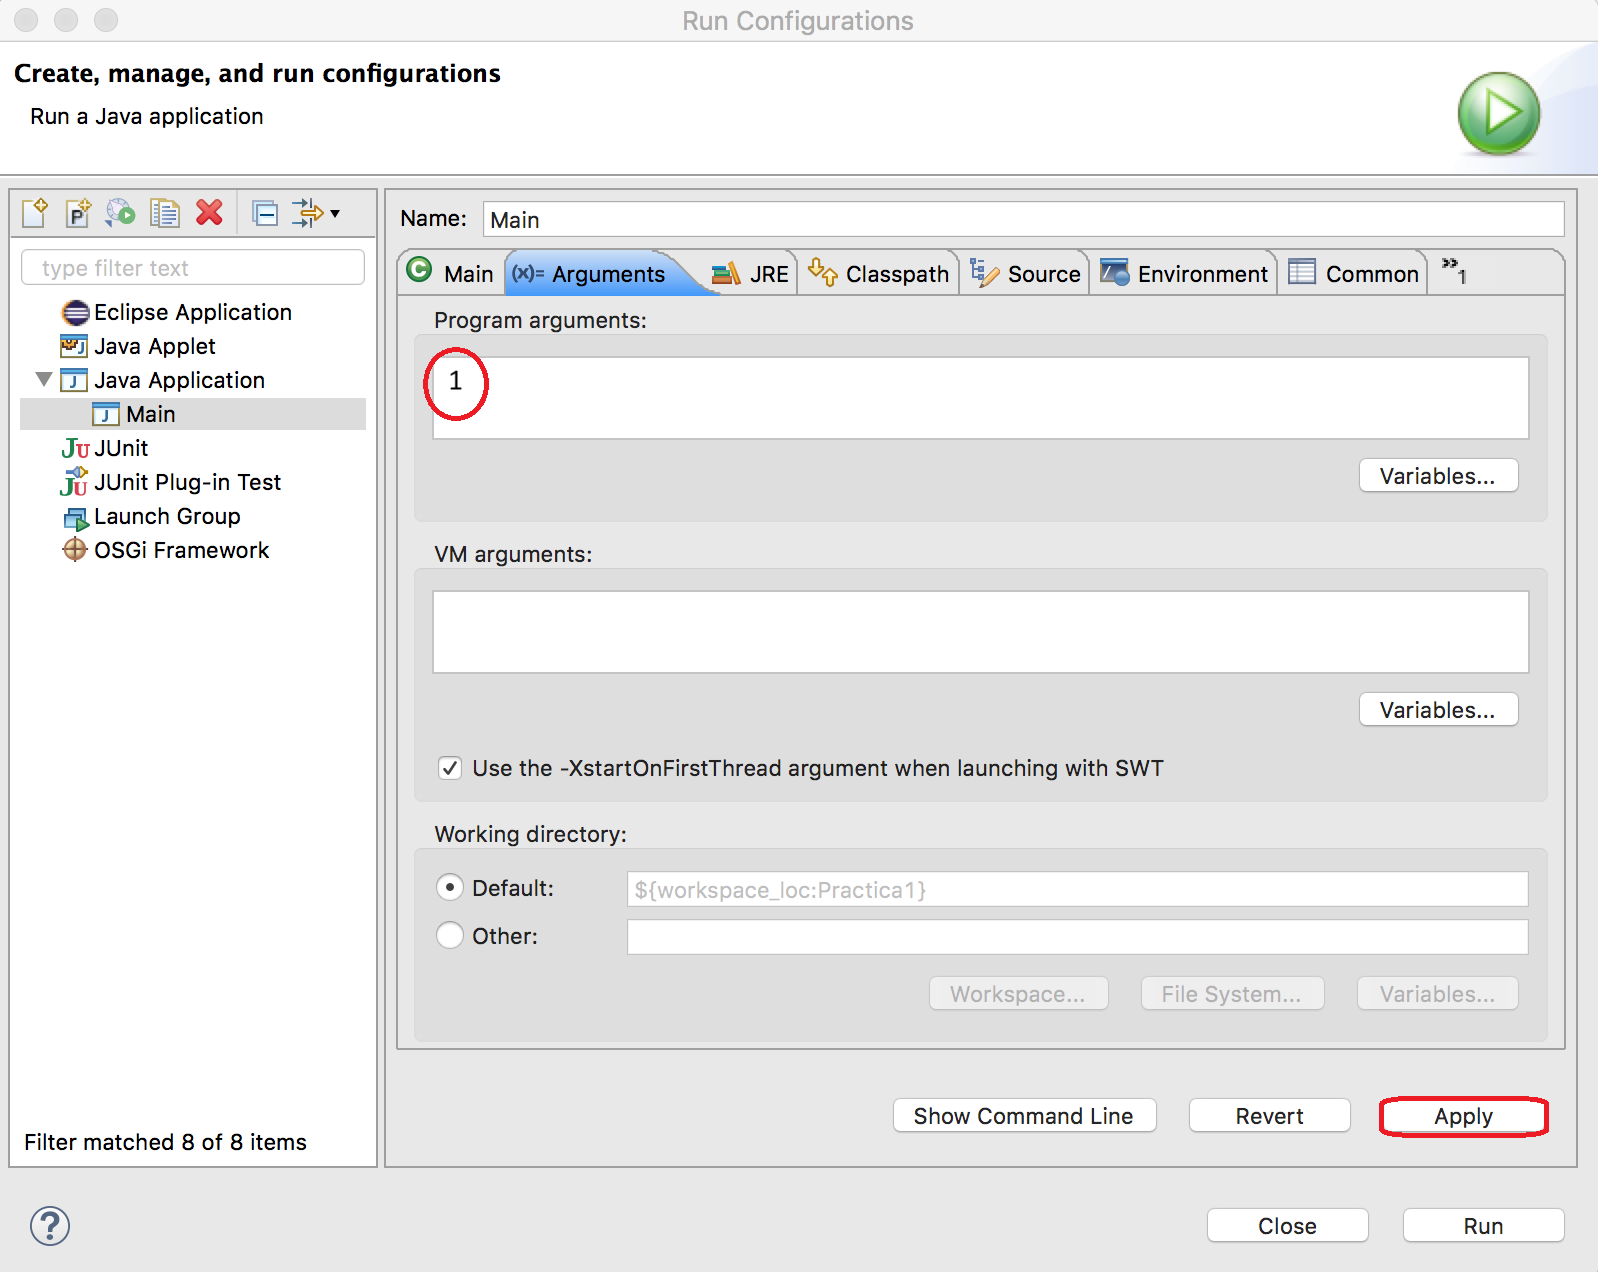 Run Configurations
Create, manage, and run configurations
Run a Java application
type filter text
Eclipse Application
Java Applet
Java Application
Main
JUnit
JUnit Plug-in Test
Launch Group
OSGi Framework
Filter matched 8 of 8 items
Name: Main
Main (x)= Arguments JRE Classpath Source Environment Common »1
Program arguments:
1
Variables...
VM arguments:
Variables...
Use the -XstartOnFirstThread argument when launching with SWT
Working directory:
Default: ${workspace_loc:Practica1}
Other:
Workspace... File System... Variables...
Show Command Line Revert Apply
Close Run